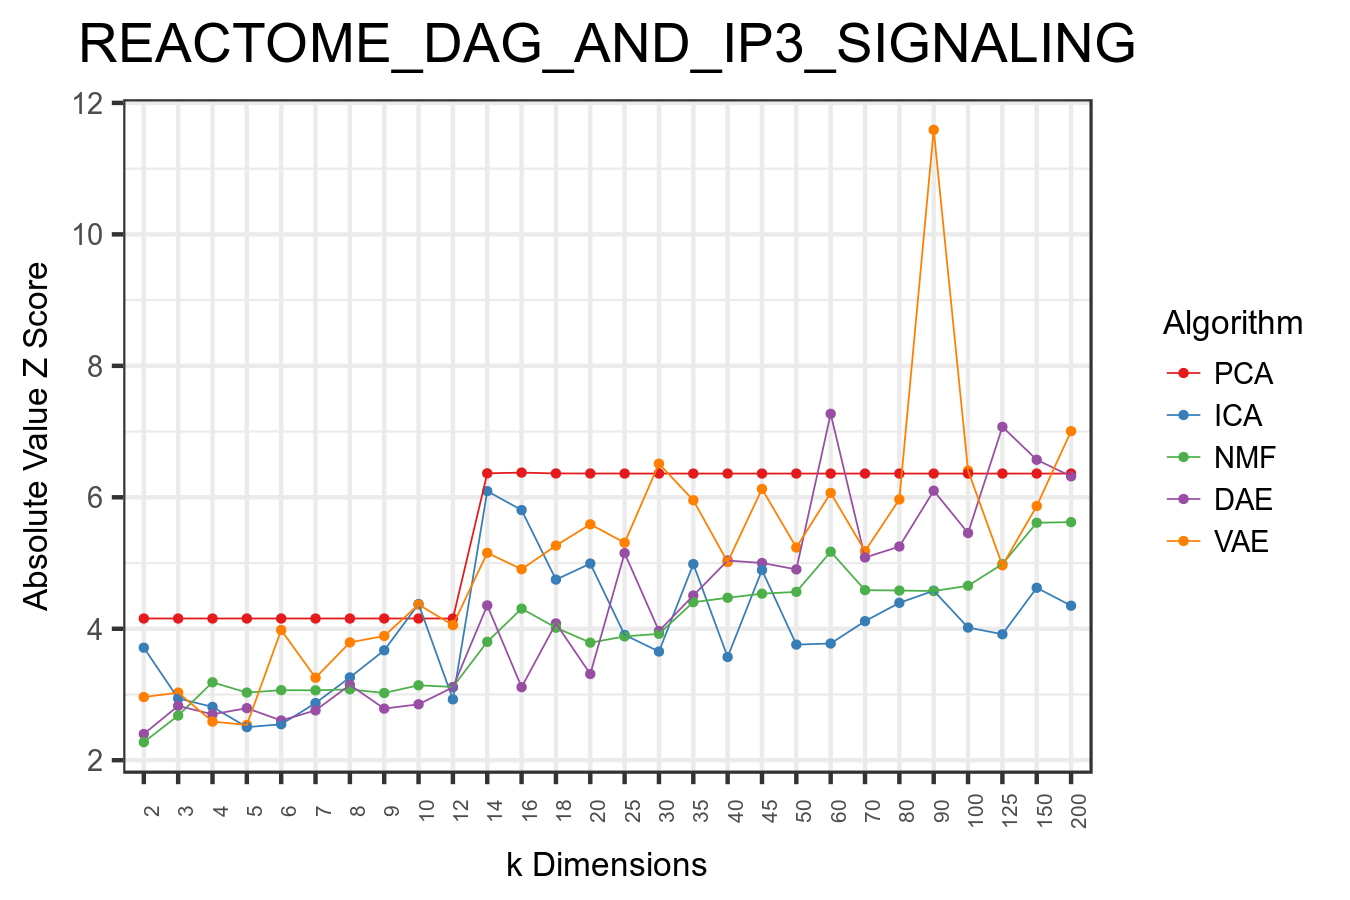 REACTOME_DAG_AND_IP3_SIGNALING
12
10
8
6
4
2
Absolute Value Z Score
2 3 4 5 6 7 8 9 10 12 14 16 18 20 25 30 35 40 45 50 60 70 80 90 100 125 150 200
k Dimensions
Algorithm
PCA
ICA
NMF
DAE
VAE